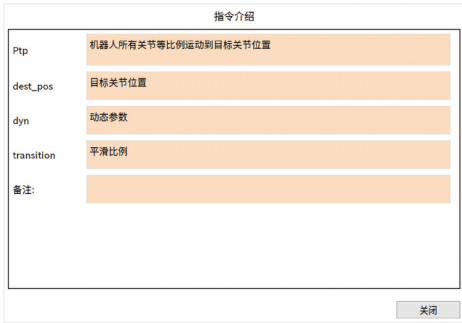 指令介绍
Ptp 机器人所有关节等比例运动到目标关节位置
dest_pos 目标关节位置
dyn 动态参数
transition 平滑比例
备注:
关闭